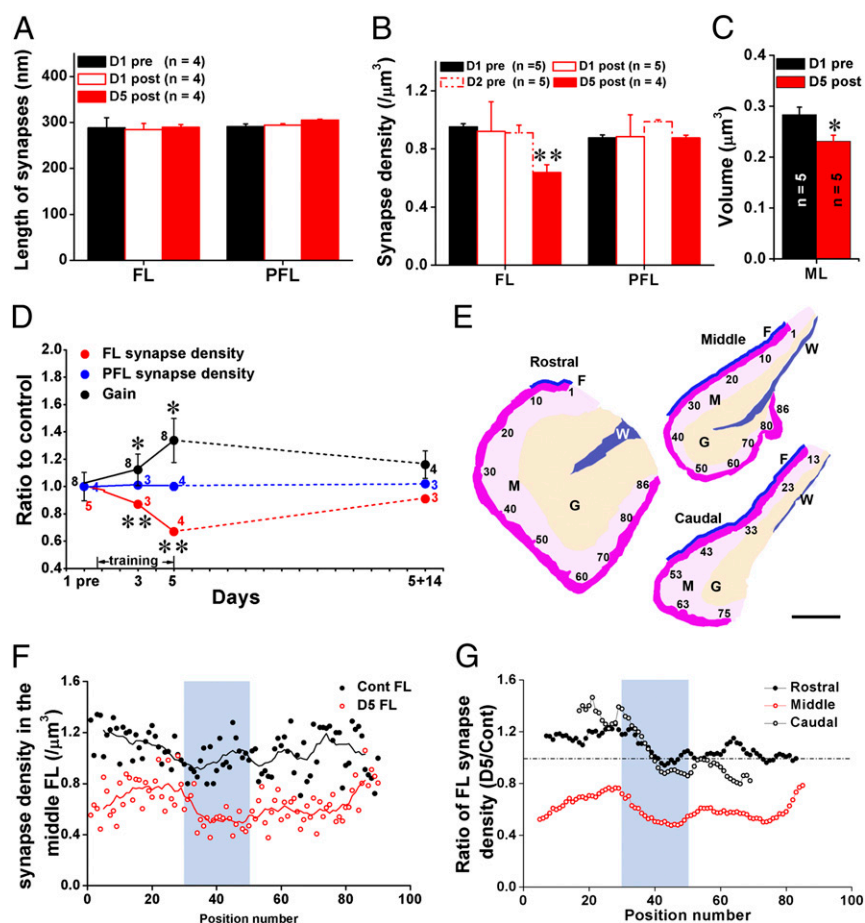 A
Length of synapses (nm)
400
300
200
100
0
D1 pre (n = 4)
D1 post (n = 4)
D5 post (n = 4)
FL
PFL
B
Synapse density (/μm3)
1.2
0.8
0.4
0.0
D1 pre (n =5)
D1 post (n = 5)
D2 pre (n = 5)
D5 post (n = 4)
**
FL
PFL
C
Volume (μm3)
0.4
0.3
0.2
0.1
0.0
D1 pre
D5 post
*
n = 5
n = 5
ML
D
Ratio to control
2.0
1.8
1.6
1.4
1.2
1.0
0.8
0.6
0.4
FL synapse density
PFL synapse density
Gain
8
8
*
8
*
4
4
3
4
3
5
3
**
4
**
3
training
1 pre
3
5
5+14
Days
E
Rostral
F
1
10
20
30
40
50
60
70
80
86
M
G
W
Middle
F
1
10
20
30
40
50
60
70
80
86
M
G
W
Caudal
F
13
23
33
43
53
63
75
M
G
W
F
synapse density in the
middle FL (/μm3)
1.6
1.2
0.8
0.4
0.0
Cont FL
D5 FL
0
20
40
60
80
100
Position number
G
Ratio of FL synapse
density (D5/Cont)
1.6
1.2
0.8
0.4
0.0
Rostral
Middle
Caudal
0
20
40
60
80
100
Position number